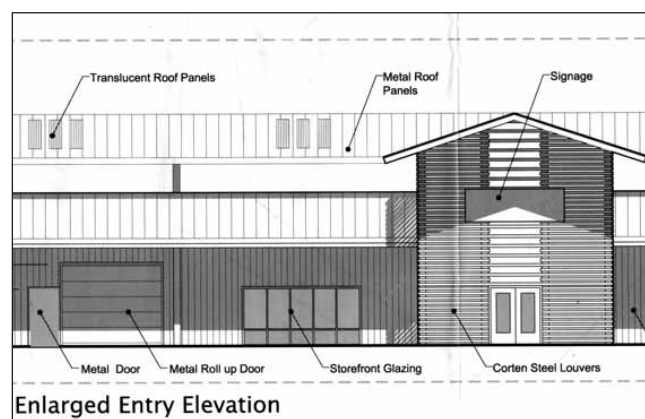 Translucent Roof Panels
Metal Roof
Panels
Signage
Metal Door
Metal Roll up Door
Storefront Glazing
Corten Steel Louvers
Enlarged Entry Elevation